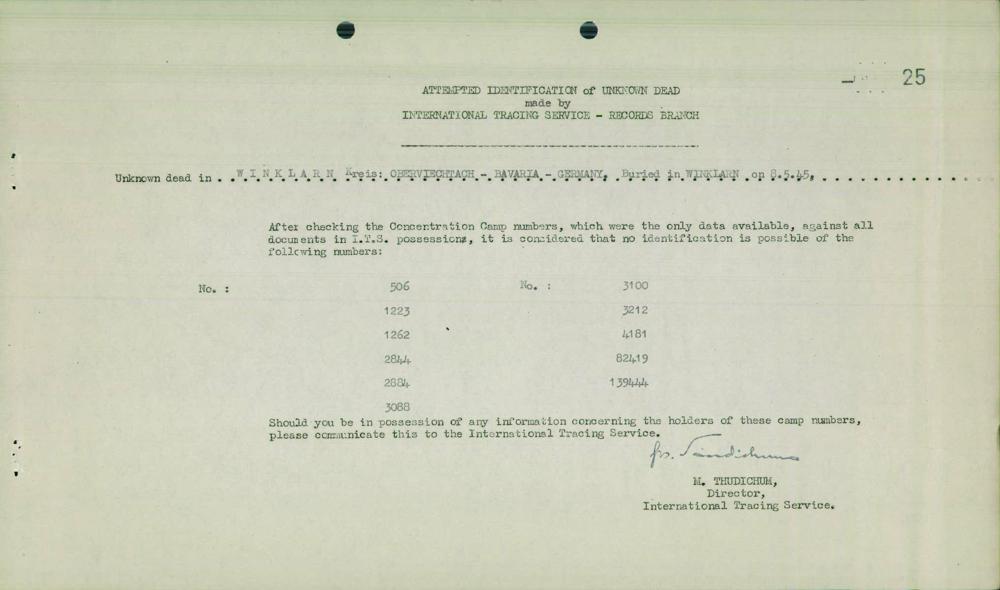 25
ATTEMPTED IDENTIFICATION of UNKNOWN DEAD
made by
INTERNATIONAL TRACING SERVICE - RECORDS BRANCH
Unknown dead in . . W I N K L A R N Kreis: OBERVIECHTACH - BAVARIA - GERMANY, Buried in WINKLARN on 8.5.45,
After checking the Concentration Camp numbers, which were the only data available, against all
documents in I.T.S. possessions, it is considered that no identification is possible of the
following numbers:
No. : 506 No. : 3100
1223 3212
1262 4181
2844 82419
2884 139444
3088
Should you be in possession of any information concerning the holders of these camp numbers,
please communicate this to the International Tracing Service.
M. THUDICHUM,
Director,
International Tracing Service.